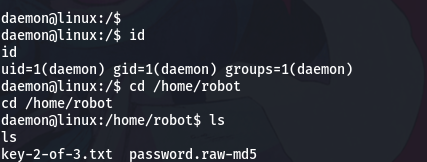 daemon@linux:/$
daemon@linux:/$ id
id
uid=1(daemon) gid=1(daemon) groups=1(daemon)
daemon@linux:/$ cd /home/robot
cd /home/robot
daemon@linux:/home/robot$ ls
ls
key-2-of-3.txt  password.raw-md5